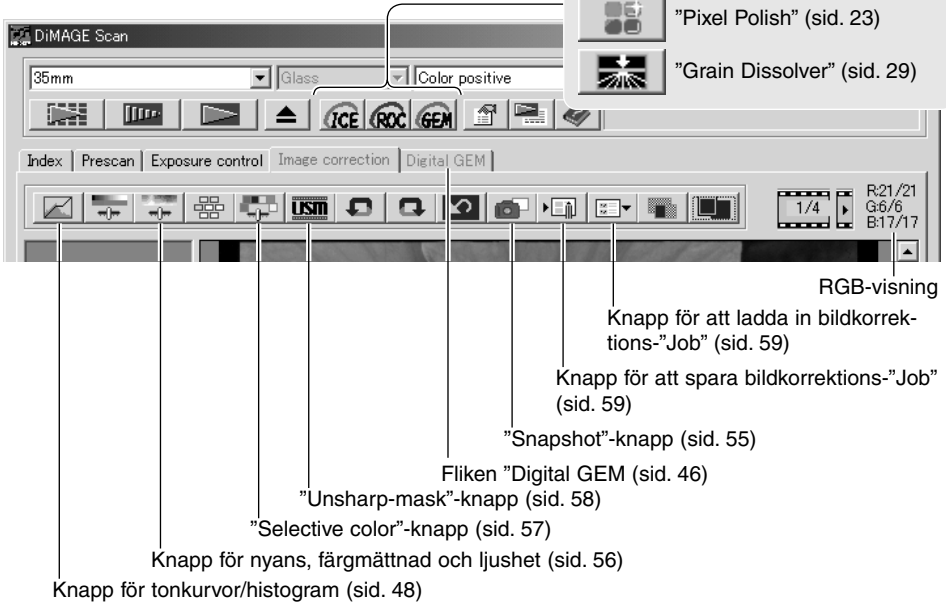 "Pixel Polish" (sid. 23)
"Grain Dissolver" (sid. 29)
DiMAGE Scan
35mm Glass Color positive
ICE ROC GEM
Index Prescan Exposure control Image correction Digital GEM
USM
1/4
R:21/21
G:6/6
B:17/17
RGB-visning
Knapp för att ladda in bildkorrek-
tions-"Job" (sid. 59)
Knapp för att spara bildkorrektions-"Job"
(sid. 59)
"Snapshot"-knapp (sid. 55)
Fliken "Digital GEM (sid. 46)
"Unsharp-mask"-knapp (sid. 58)
"Selective color"-knapp (sid. 57)
Knapp för nyans, färgmättnad och ljushet (sid. 56)
Knapp för tonkurvor/histogram (sid. 48)